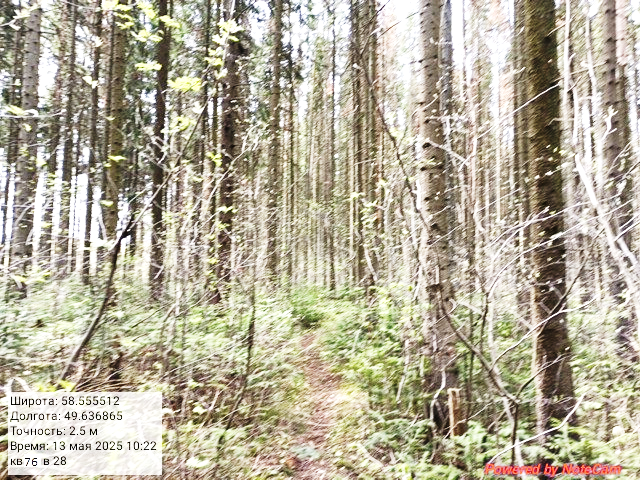 Широта: 58.555512
Долгота: 49.636865
Точность: 2.5 м
Время: 13 мая 2025 10:22
кв76 в 28
Powered by NoteCam